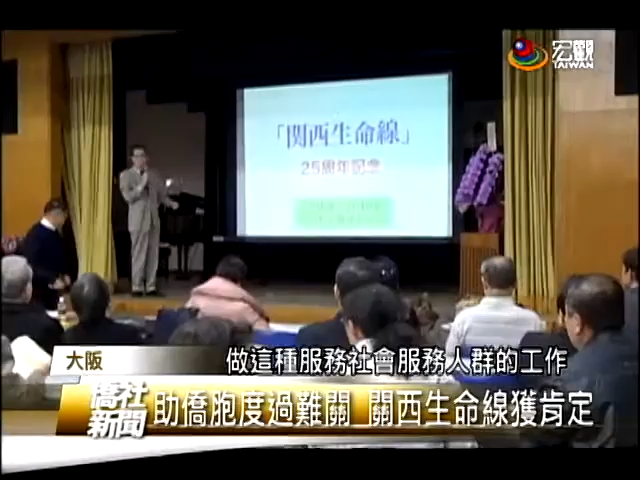 宏觀
TAIWAN
「関西生命線」
25周年記念
大阪
做這種服務社會服務人群的工作
僑社
新聞
助僑胞度過難關 關西生命線獲肯定